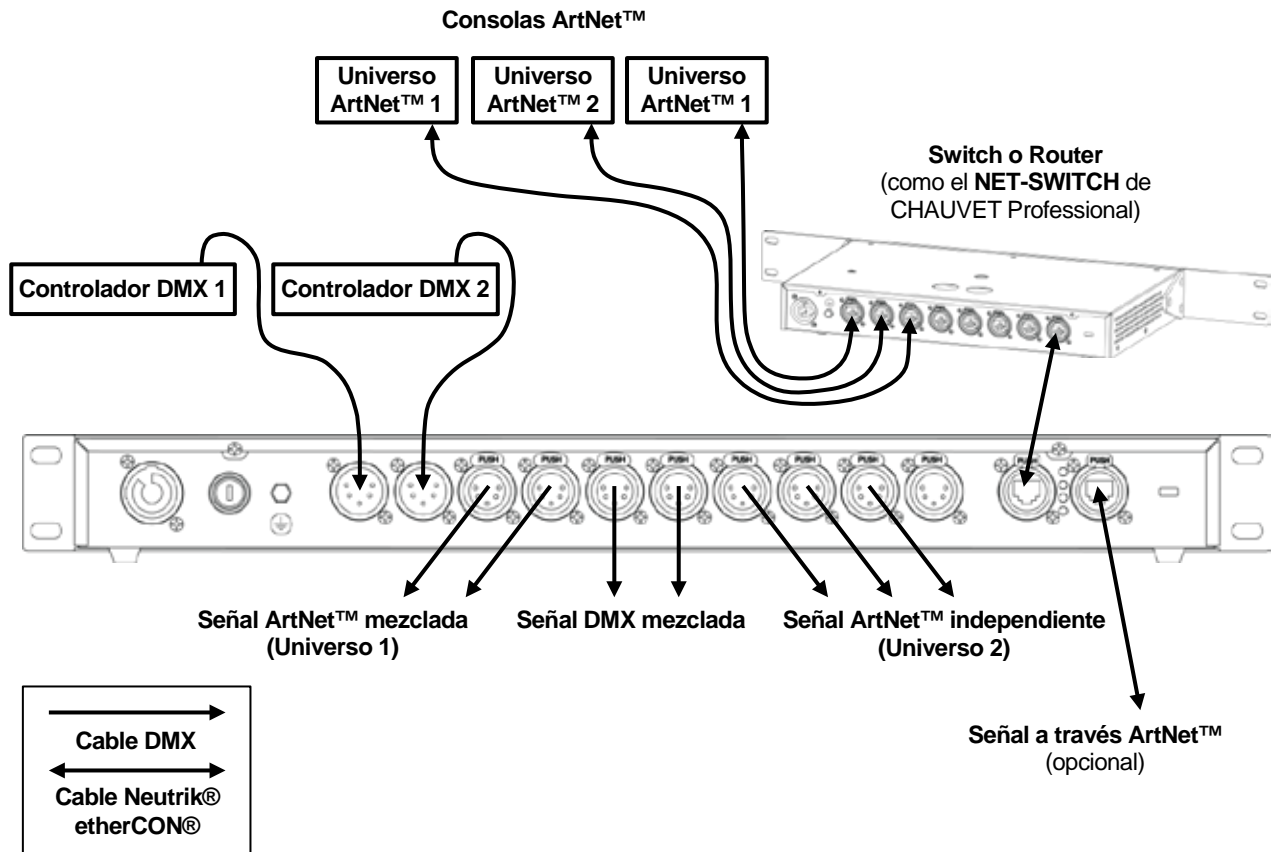 Consolas ArtNet™
Universo
ArtNet™ 1
Universo
ArtNet™ 2
Universo
ArtNet™ 1
Switch o Router
(como el NET-SWITCH de
CHAUVET Professional)
Controlador DMX 1
Controlador DMX 2
PUSH
PUSH
PUSH
PUSH
PUSH
PUSH
PUSH
PUSH
PUSH
PUSH
Señal ArtNet™ mezclada
(Universo 1)
Señal DMX mezclada
Señal ArtNet™ independiente
(Universo 2)
Cable DMX
Cable Neutrik®
etherCON®
Señal a través ArtNet™
(opcional)